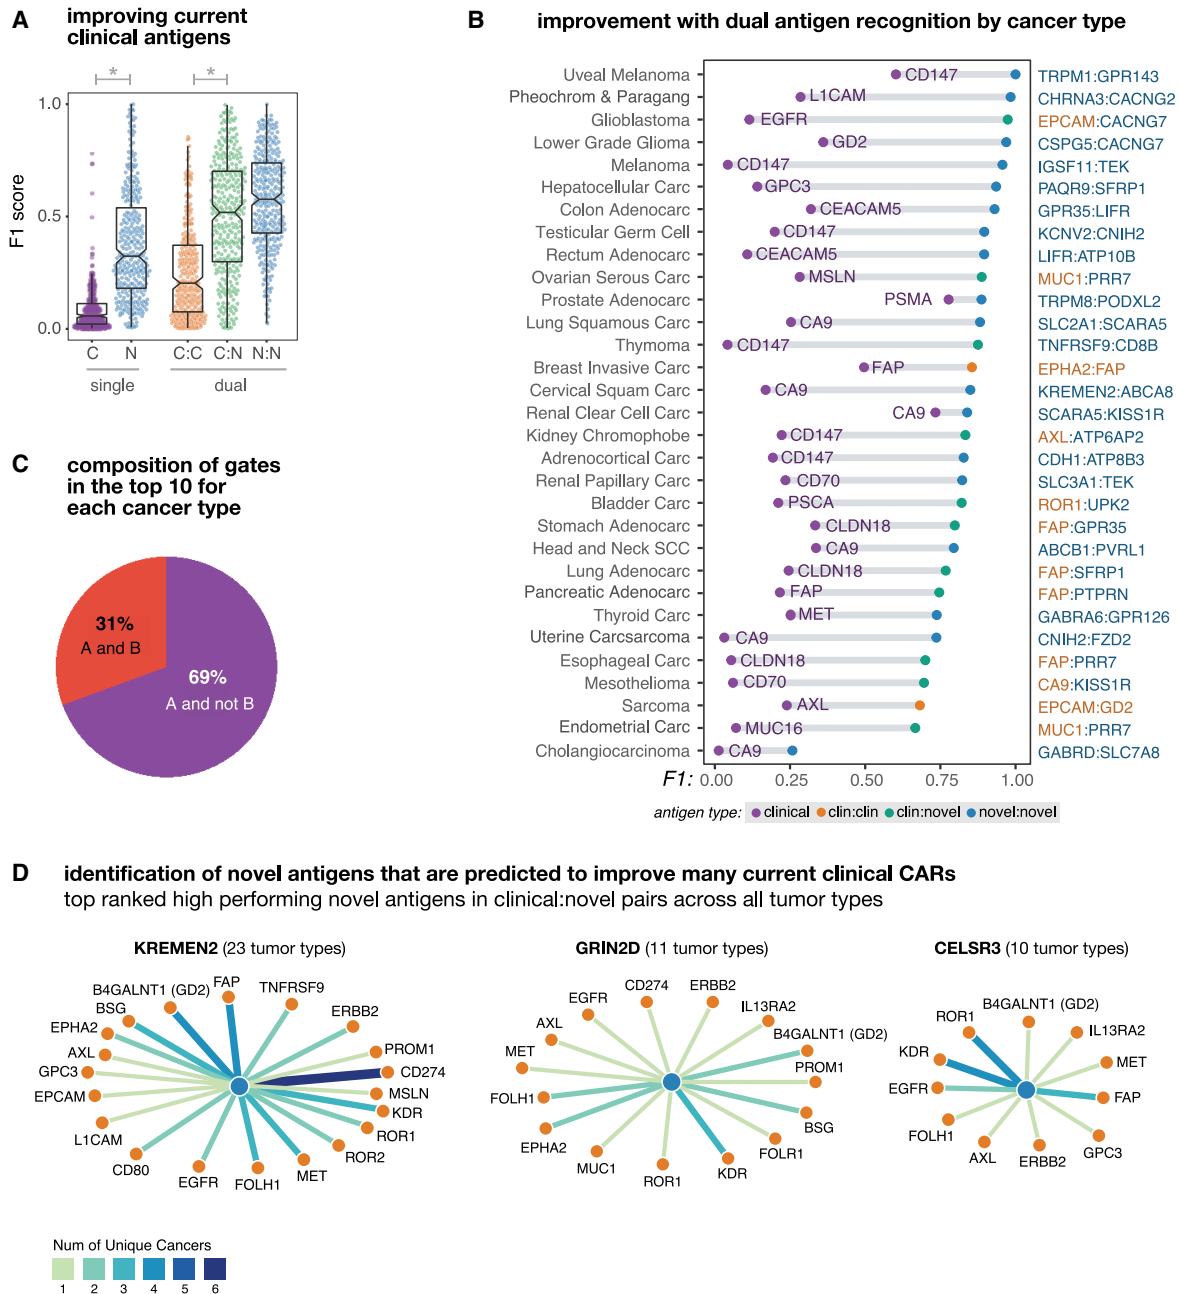 A
improving current
clinical antigens
*
*
1.0
0.5
0.0
F1 score
C
N
C:C
C:N
N:N
single
dual
B
improvement with dual antigen recognition by cancer type
Uveal Melanoma CD147 TRPM1:GPR143
Pheochrom & Paragang L1CAM CHRNA3:CACNG2
Glioblastoma EGFR EPCAM:CACNG7
Lower Grade Glioma GD2 CSPG5:CACNG7
Melanoma CD147 IGSF11:TEK
Hepatocellular Carc GPC3 PAQR9:SFRP1
Colon Adenocarc CEACAM5 GPR35:LIFR
Testicular Germ Cell CD147 KCNV2:CNIH2
Rectum Adenocarc CEACAM5 LIFR:ATP10B
Ovarian Serous Carc MSLN MUC1:PRR7
Prostate Adenocarc PSMA TRPM8:PODXL2
Lung Squamous Carc CA9 SLC2A1:SCARA5
Thymoma CD147 TNFRSF9:CD8B
Breast Invasive Carc FAP EPHA2:FAP
Cervical Squam Carc CA9 KREMEN2:ABCA8
Renal Clear Cell Carc CA9 SCARA5:KISS1R
Kidney Chromophobe CD147 AXL:ATP6AP2
Adrenocortical Carc CD147 CDH1:ATP8B3
Renal Papillary Carc CD70 SLC3A1:TEK
Bladder Carc PSCA ROR1:UPK2
Stomach Adenocarc CLDN18 FAP:GPR35
Head and Neck SCC CA9 ABCB1:PVRL1
Lung Adenocarc CLDN18 FAP:SFRP1
Pancreatic Adenocarc FAP FAP:PTPRN
Thyroid Carc MET GABRA6:GPR126
Uterine Carcsarcoma CA9 CNIH2:FZD2
Esophageal Carc CLDN18 FAP:PRR7
Mesothelioma CD70 CA9:KISS1R
Sarcoma AXL EPCAM:GD2
Endometrial Carc MUC16 MUC1:PRR7
Cholangiocarcinoma CA9 GABRD:SLC7A8
F1: 0.00 0.25 0.50 0.75 1.00
antigen type: clinical clin:clin clin:novel novel:novel
C
composition of gates
in the top 10 for
each cancer type
31%
A and B
69%
A and not B
D
identification of novel antigens that are predicted to improve many current clinical CARs
top ranked high performing novel antigens in clinical:novel pairs across all tumor types
KREMEN2 (23 tumor types)
FAP
TNFRSF9
B4GALNT1 (GD2)
BSG
ERBB2
EPHA2
PROM1
AXL
CD274
GPC3
MSLN
EPCAM
KDR
L1CAM
ROR1
ROR2
CD80
MET
EGFR
FOLH1
GRIN2D (11 tumor types)
CD274
ERBB2
EGFR
IL13RA2
AXL
B4GALNT1 (GD2)
MET
PROM1
FOLH1
BSG
EPHA2
FOLR1
MUC1
KDR
ROR1
CELSR3 (10 tumor types)
B4GALNT1 (GD2)
ROR1
IL13RA2
KDR
MET
EGFR
FAP
FOLH1
GPC3
AXL
ERBB2
Num of Unique Cancers
1 2 3 4 5 6